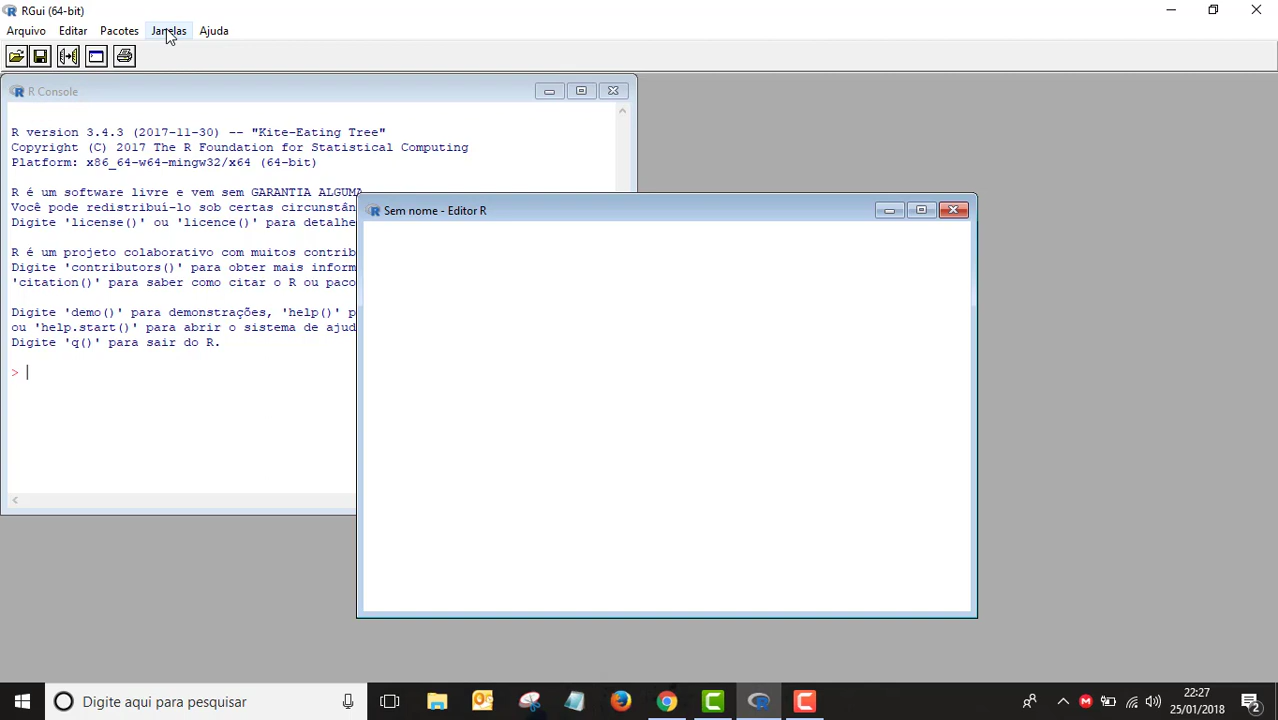 RGui (64-bit)
Arquivo Editar Pacotes Janelas Ajuda
R Console
R version 3.4.3 (2017-11-30) -- "Kite-Eating Tree"
Copyright (C) 2017 The R Foundation for Statistical Computing
Platform: x86_64-w64-mingw32/x64 (64-bit)
R é um software livre e vem sem GARANTIA ALGUMA
Você pode redistribuí-lo sob certas
Digite 'license()' ou 'licence()' para
R é um projeto colaborativo com muitos
Digite 'contributors()' para obter mais
'citation()' para saber como citar o R ou
Digite 'demo()' para demonstrações, 'help()'
ou 'help.start()' para abrir o sistema de
Digite 'q()' para sair do R.
>
Sem nome - Editor R
Digite aqui para pesquisar
22:27
25/01/2018
2